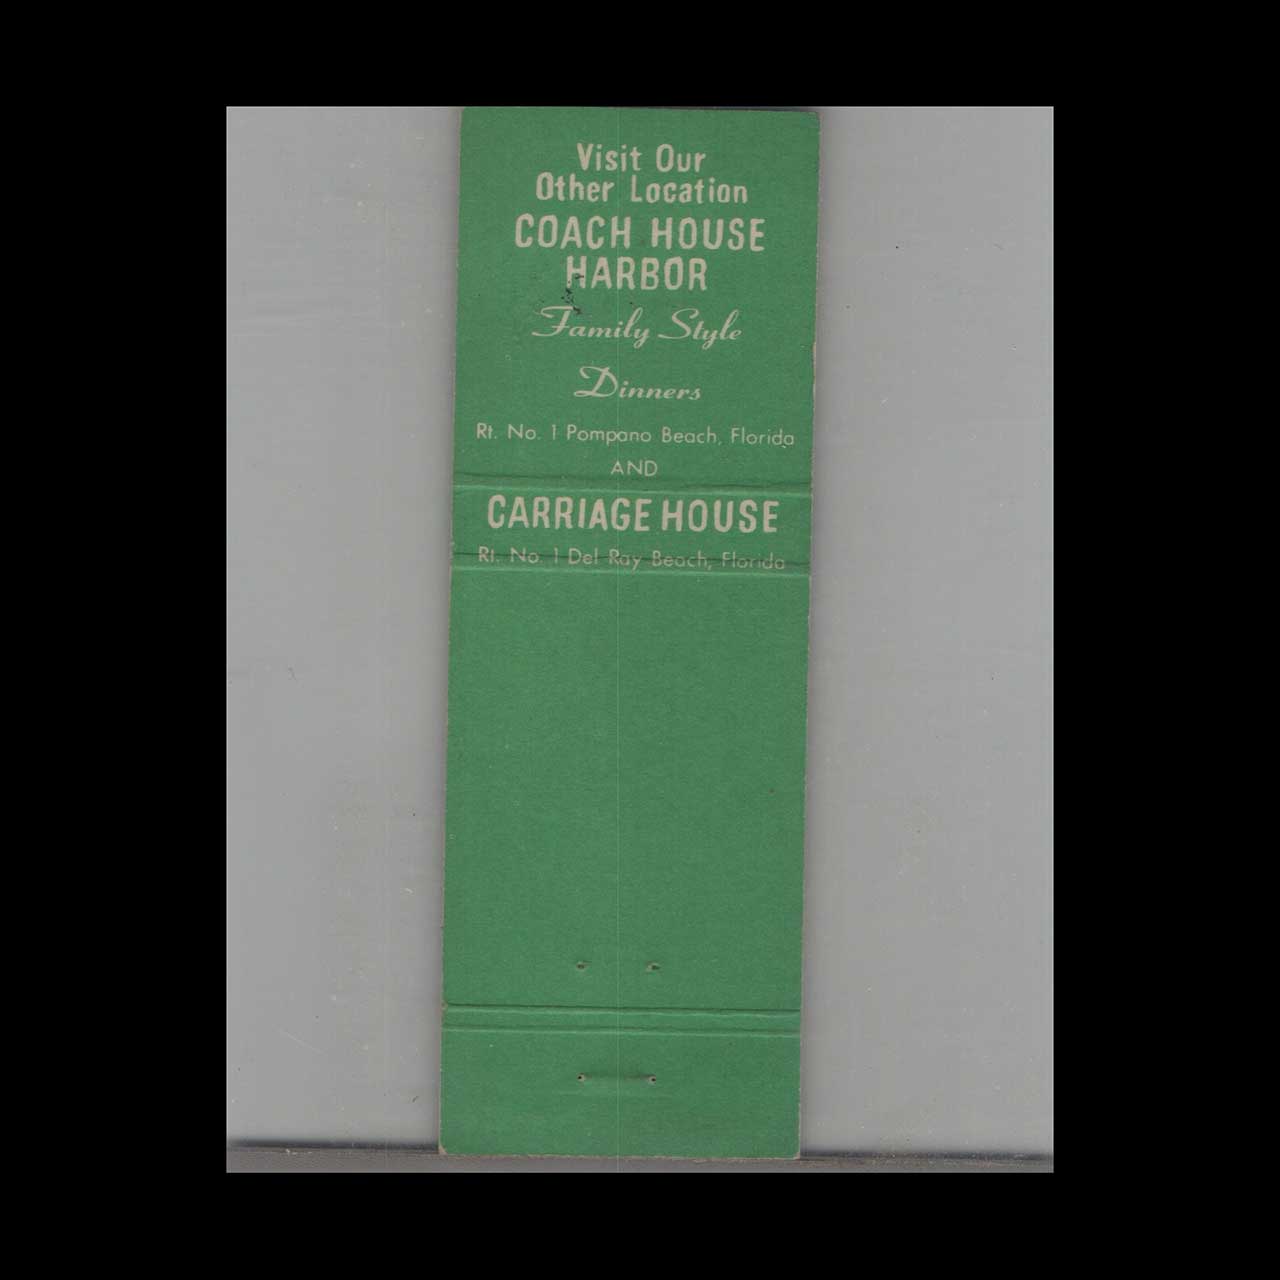 Visit Our
Other Location
COACH HOUSE
HARBOR
Family Style
Dinners
Rt. No. 1 Pompano Beach, Florida
AND
CARRIAGE HOUSE
Rt. No. 1 Del Ray Beach, Florida